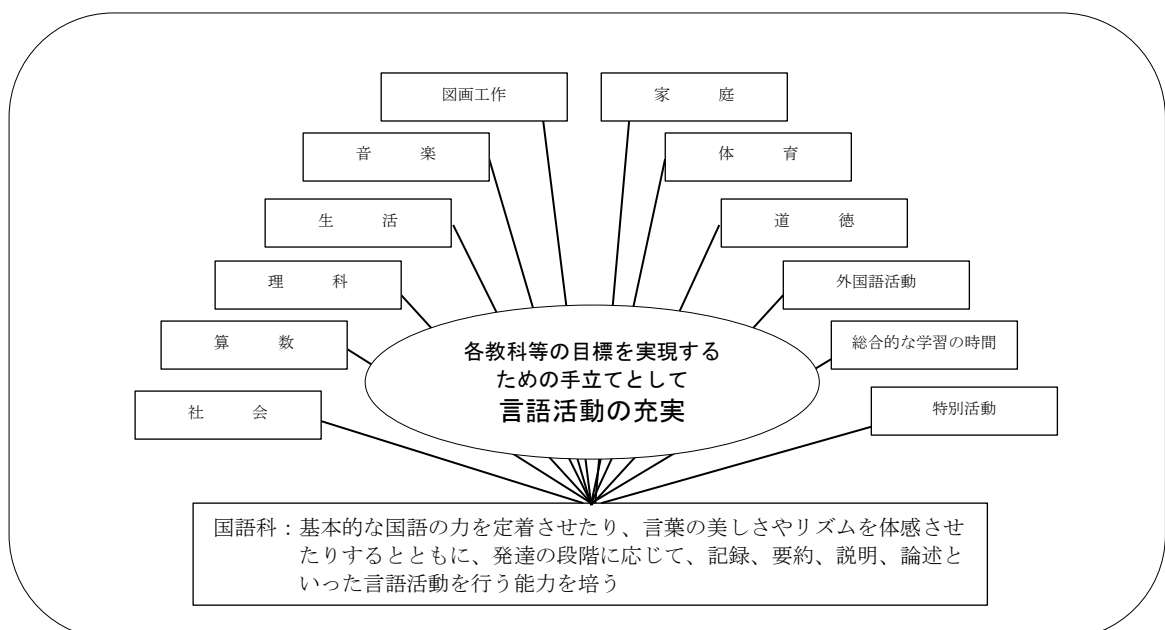 図画工作
家　　庭
音　　楽
体　　育
生　　活
道　　徳
理　　科
外国語活動
算　　数
総合的な学習の時間
社　　会
特別活動
各教科等の目標を実現する
ための手立てとして
言語活動の充実
国語科：基本的な国語の力を定着させたり、言葉の美しさやリズムを体感させ
たりするとともに、発達の段階に応じて、記録、要約、説明、論述と
いった言語活動を行う能力を培う